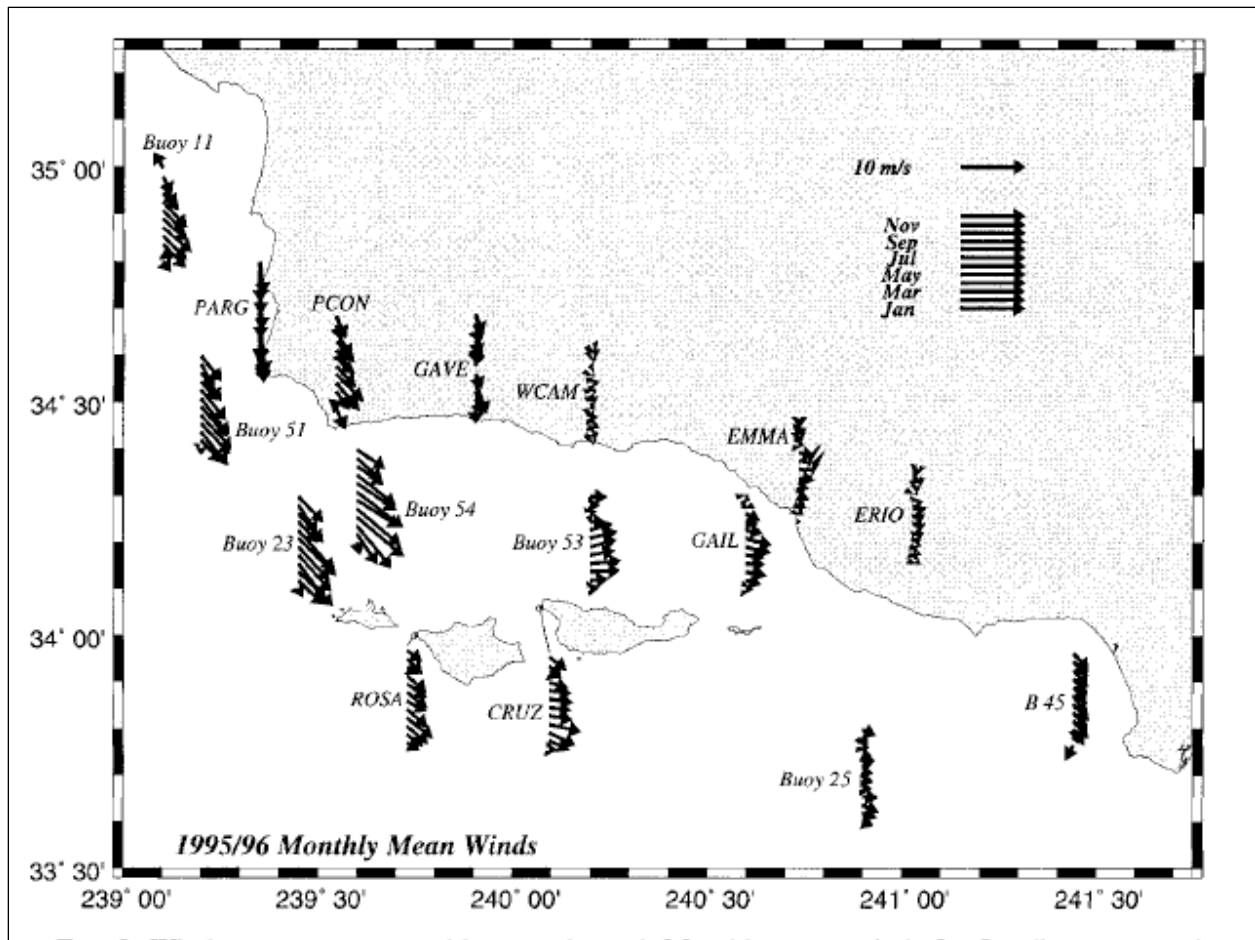 Buoy 11
35° 00'
10 m/s
Nov
Sep
Jul
May
Mar
Jan
PARG
PCON
GAVE
WCAM
34° 30'
Buoy 51
EMMA
Buoy 54
ERIO
Buoy 23
Buoy 53
GAIL
34° 00'
ROSA
CRUZ
B 45
Buoy 25
1995/96 Monthly Mean Winds
33° 30'
239° 00'
239° 30'
240° 00'
240° 30'
241° 00'
241° 30'